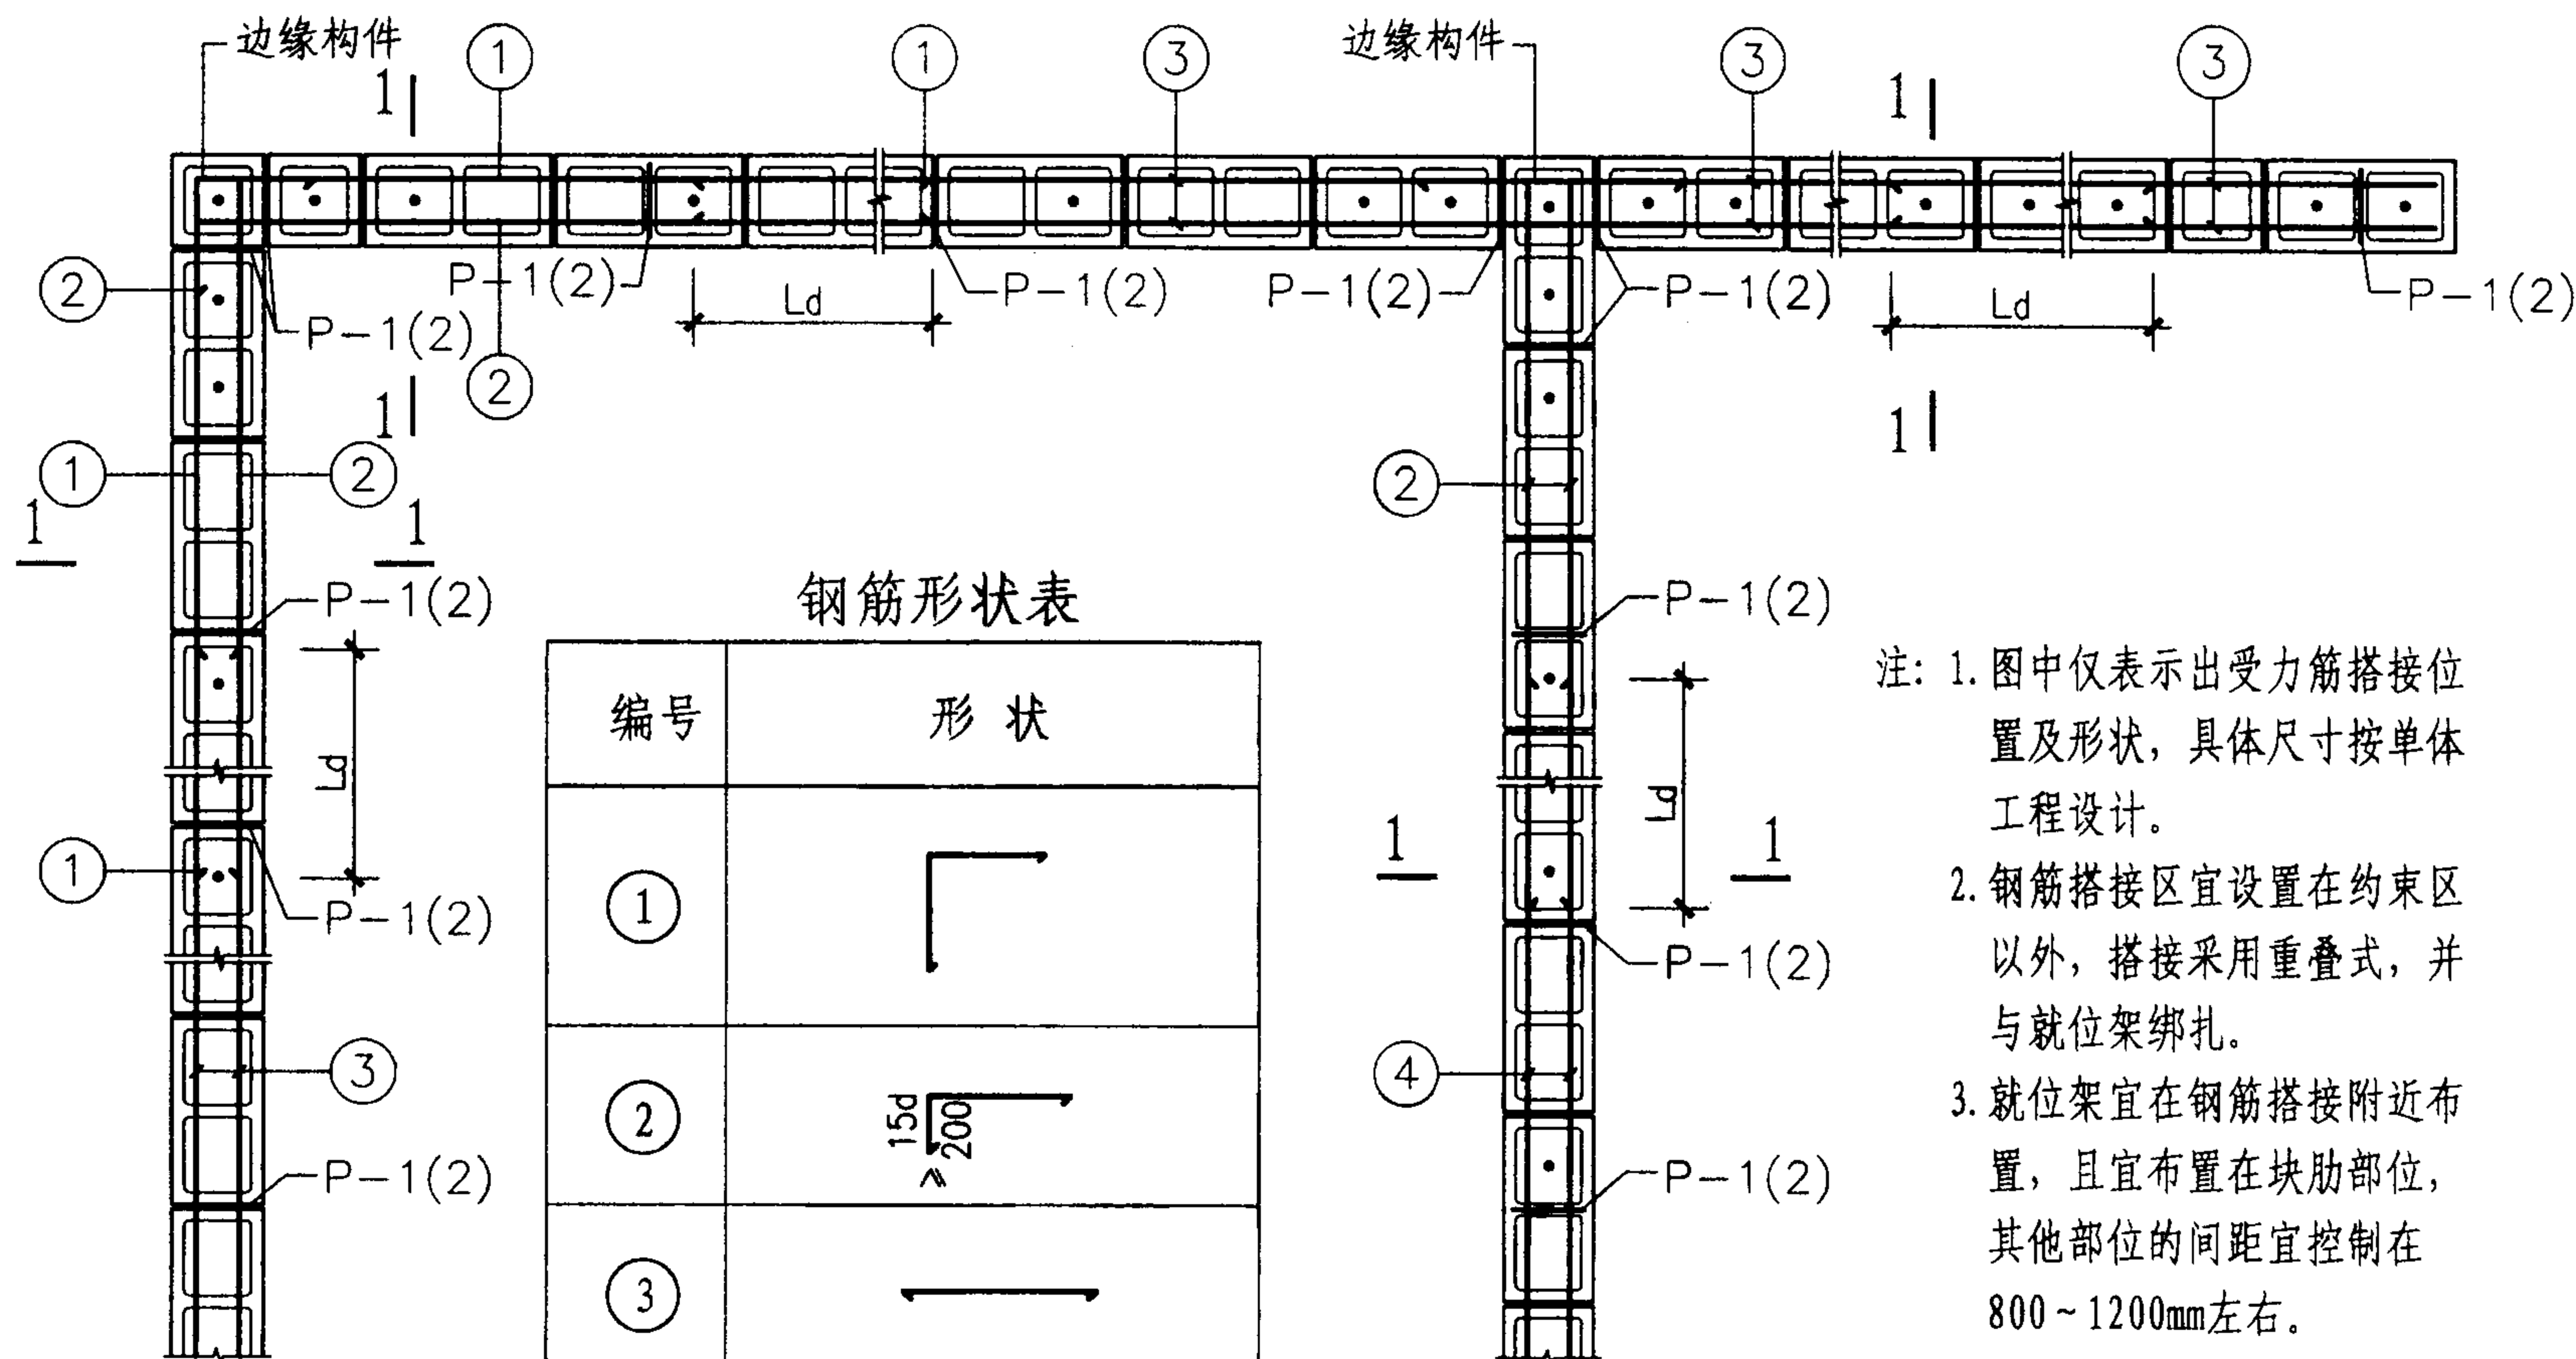 边缘构件
1
1
3
边缘构件
3
3
1
1
P-1(2)
P-1(2)
P-1(2)
P-1(2)
P-1(2)
2
Ld
Ld
P-1(2)
2
1
1
1
2
2
1
1
钢筋形状表
P-1(2)
P-1(2)
编号
形 状
Ld
Ld
1
1
1
P-1(2)
P-1(2)
1
2
15d
200
≥
3
4
P-1(2)
P-1(2)
3
注: 1. 图中仅表示出受力筋搭接位
置及形状, 具体尺寸按单体
工程设计。
2. 钢筋搭接区宜设置在约束区
以外, 搭接采用重叠式, 并
与就位架绑扎。
3. 就位架宜在钢筋搭接附近布
置, 且宜布置在块肋部位,
其他部位的间距宜控制在
800~1200mm左右。